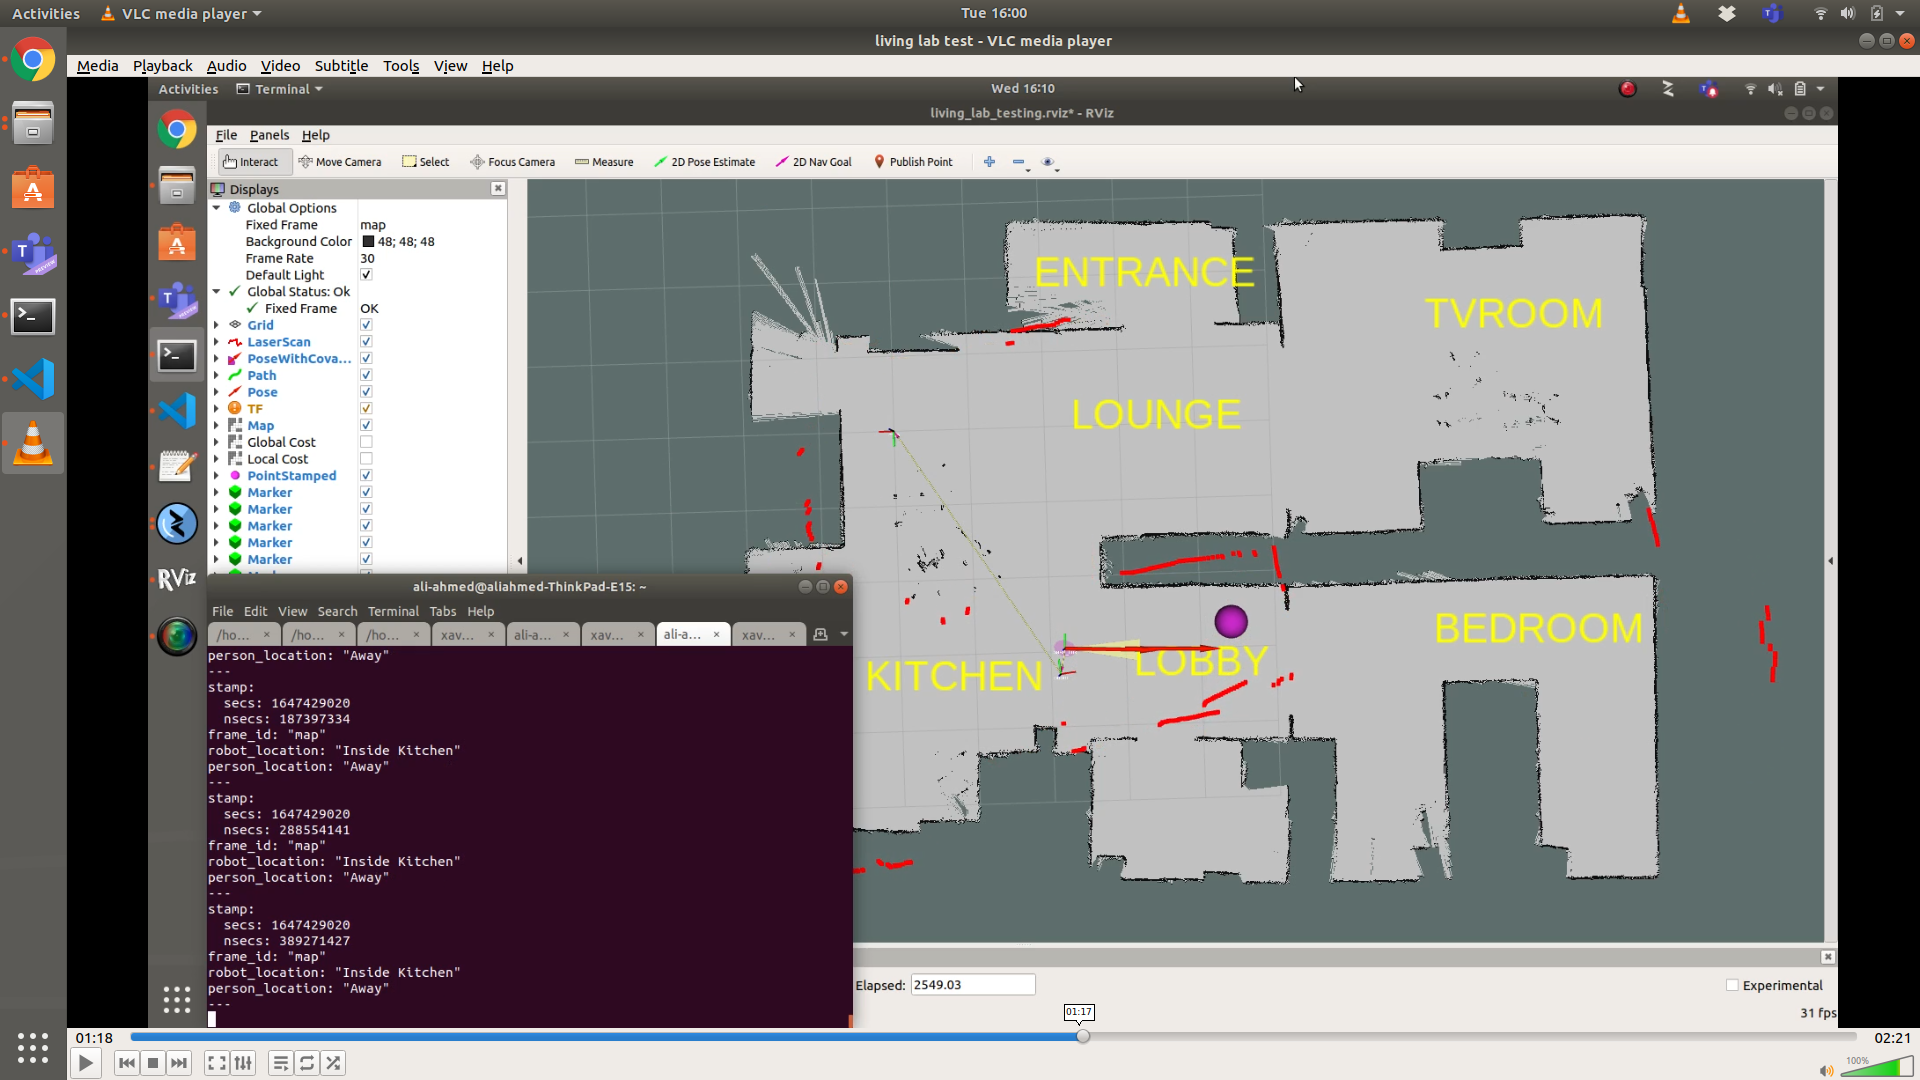 Activities VLC media player Tue 16:00
living lab test - VLC media player
Media Playback Audio Video Subtitle Tools View Help
Activities Terminal Wed 16:10
living_lab_testing.rviz* - RViz
File Panels Help
Interact Move Camera Select Focus Camera Measure 2D Pose Estimate 2D Nav Goal Publish Point
Displays
Global Options
Fixed Frame map
Background Color 48; 48; 48
Frame Rate 30
Default Light
Global Status: Ok
Fixed Frame OK
Grid
LaserScan
PoseWithCova...
Path
Pose
TF
Map
Global Cost
Local Cost
PointStamped
Marker
Marker
Marker
Marker
Marker
ENTRANCE
TVROOM
LOUNGE
BEDROOM
LOBBY
KITCHEN
RViz
ali-ahmed@aliahmed-ThinkPad-E15: ~
File Edit View Search Terminal Tabs Help
/ho... /ho... /ho... xav... ali-a... xav... ali-a... xav...
person_location: "Away"
---
stamp:
secs: 1647429020
nsecs: 187397334
frame_id: "map"
robot_location: "Inside Kitchen"
person_location: "Away"
---
stamp:
secs: 1647429020
nsecs: 288554141
frame_id: "map"
robot_location: "Inside Kitchen"
person_location: "Away"
---
stamp:
secs: 1647429020
nsecs: 389271427
frame_id: "map"
robot_location: "Inside Kitchen"
person_location: "Away"
---
Elapsed: 2549.03 Experimental
31 fps
01:17
01:18 02:21
100%